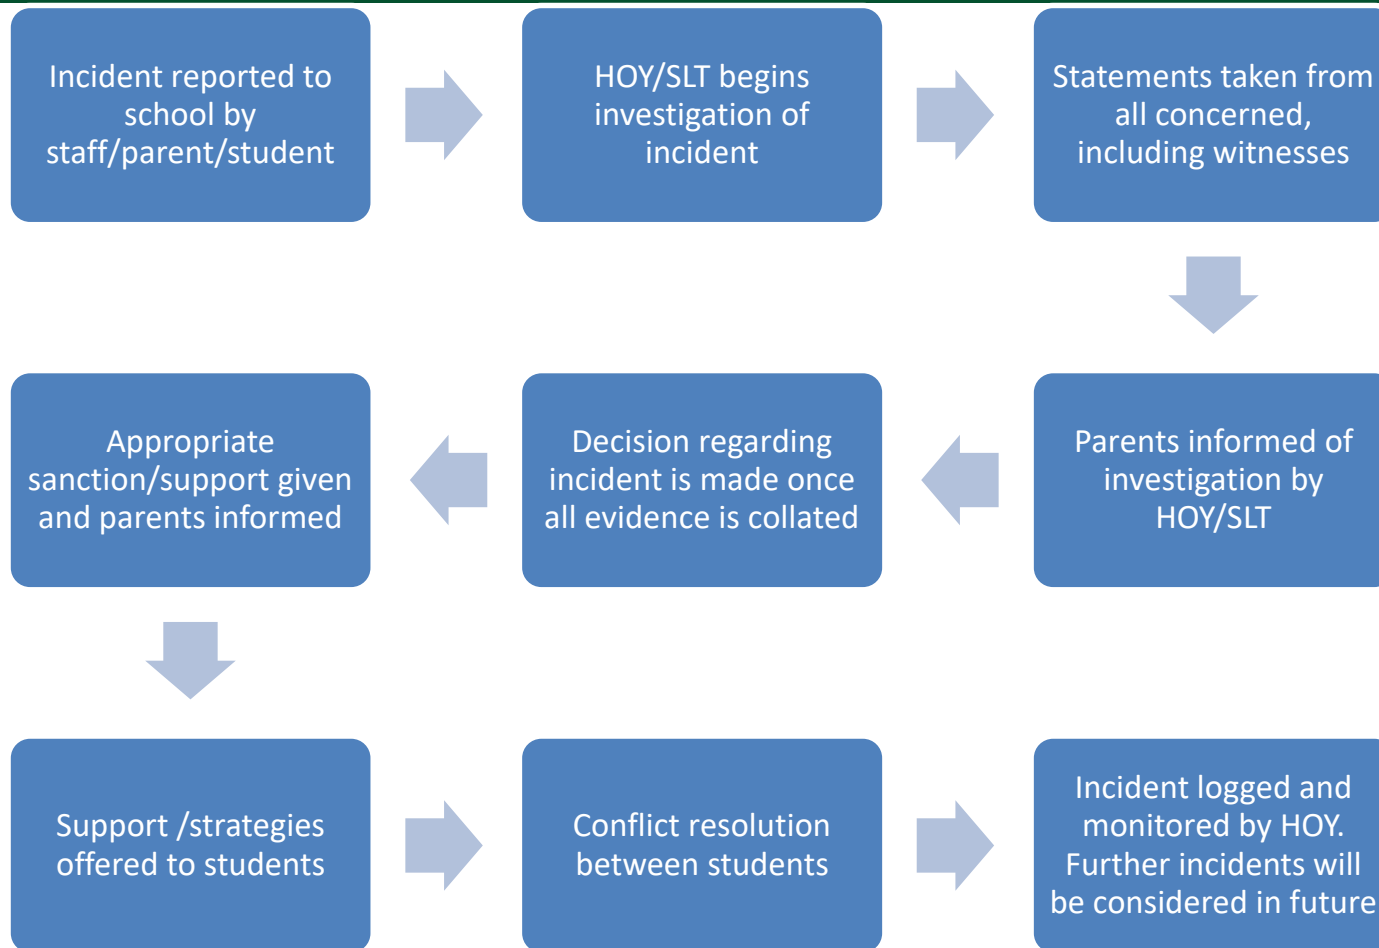 Incident reported to
school by
staff/parent/student
HOY/SLT begins
investigation of
incident
Statements taken from
all concerned,
including witnesses
Parents informed of
investigation by
HOY/SLT
Decision regarding
incident is made once
all evidence is collated
Appropriate
sanction/support given
and parents informed
Support /strategies
offered to students
Conflict resolution
between students
Incident logged and
monitored by HOY.
Further incidents will
be considered in future